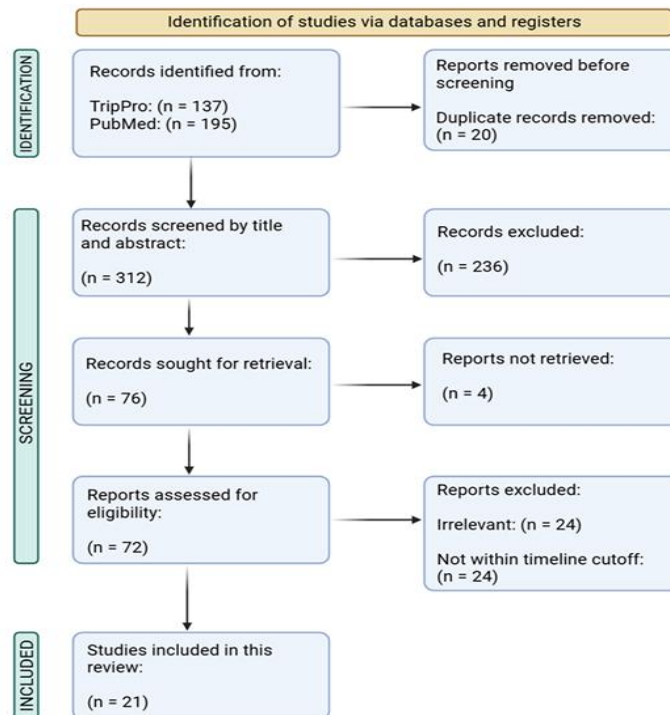 Identification of studies via databases and registers
IDENTIFICATION
Records identified from:
TripPro: (n = 137)
PubMed: (n = 195)
Reports removed before
screening
Duplicate records removed:
(n = 20)
SCREENING
Records screened by title
and abstract:
(n = 312)
Records excluded:
(n = 236)
Records sought for retrieval:
(n = 76)
Reports not retrieved:
(n = 4)
Reports assessed for
eligibility:
(n = 72)
Reports excluded:
Irrelevant: (n = 24)
Not within timeline cutoff:
(n = 24)
INCLUDED
Studies included in this
review:
(n = 21)